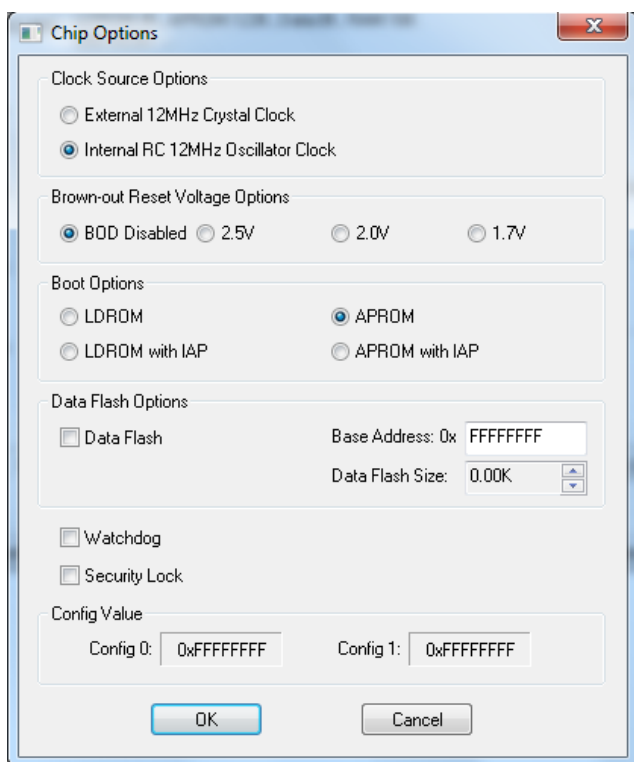 Chip Options
Clock Source Options
External 12MHz Crystal Clock
Internal RC 12MHz Oscillator Clock
Brown-out Reset Voltage Options
BOD Disabled 2.5V 2.0V 1.7V
Boot Options
LDROM APROM
LDROM with IAP APROM with IAP
Data Flash Options
Data Flash Base Address: 0x FFFFFFFF
Data Flash Size: 0.00K
Watchdog
Security Lock
Config Value
Config 0: 0xFFFFFFFF Config 1: 0xFFFFFFFF
OK Cancel